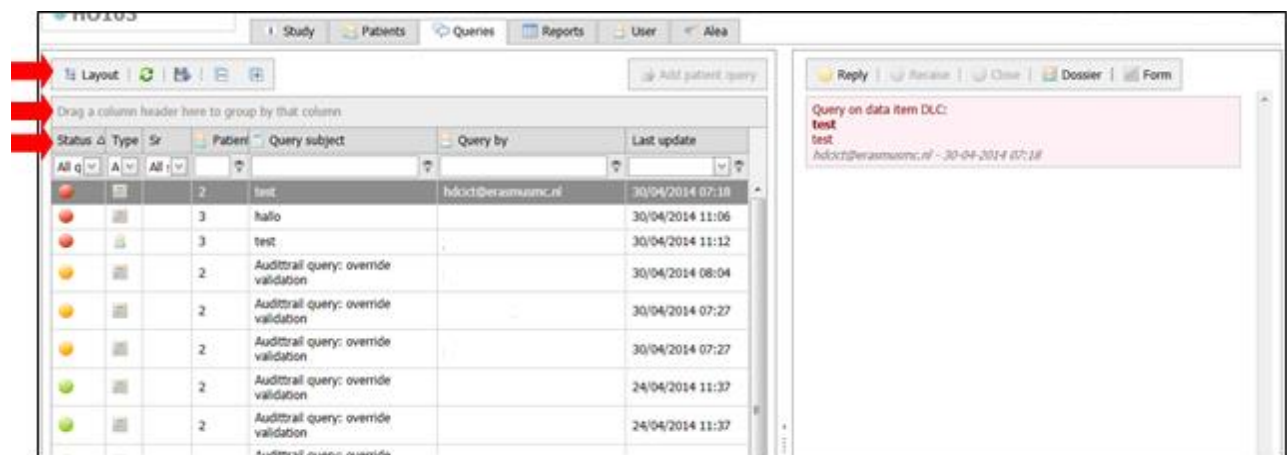 HO103
Study Patients Queries Reports User Alea
Layout
Add patient query
Drag a column header here to group by that column
Status Type Sr Patient Query subject Query by Last update
All q A All
2 test hdcict@erasmusmc.nl 30/04/2014 07:18
3 hallo 30/04/2014 11:06
3 test 30/04/2014 11:12
2 Audittrail query: override validation 30/04/2014 08:04
2 Audittrail query: override validation 30/04/2014 07:27
2 Audittrail query: override validation 30/04/2014 07:27
2 Audittrail query: override validation 24/04/2014 11:37
2 Audittrail query: override validation 24/04/2014 11:37
Reply Reraise Close Dossier Form
Query on data item DLC:
test
test
hdcict@erasmusmc.nl - 30-04-2014 07:18